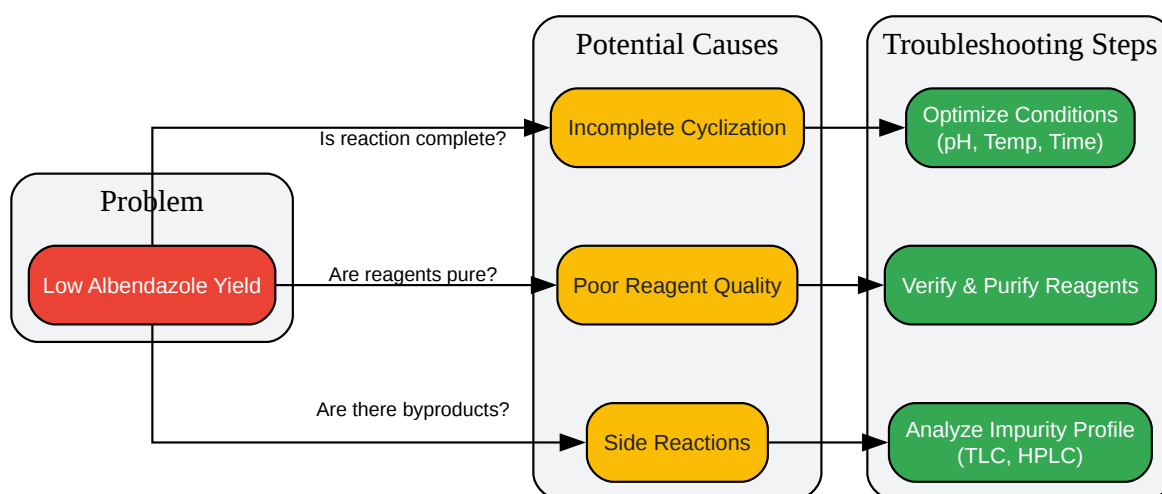 Potential Causes
Troubleshooting Steps
Is reaction complete?
Incomplete Cyclization
Optimize Conditions
(pH, Temp, Time)
Problem
Low Albendazole Yield
Are reagents pure?
Poor Reagent Quality
Verify & Purify Reagents
Are there byproducts?
Side Reactions
Analyze Impurity Profile
(TLC, HPLC)